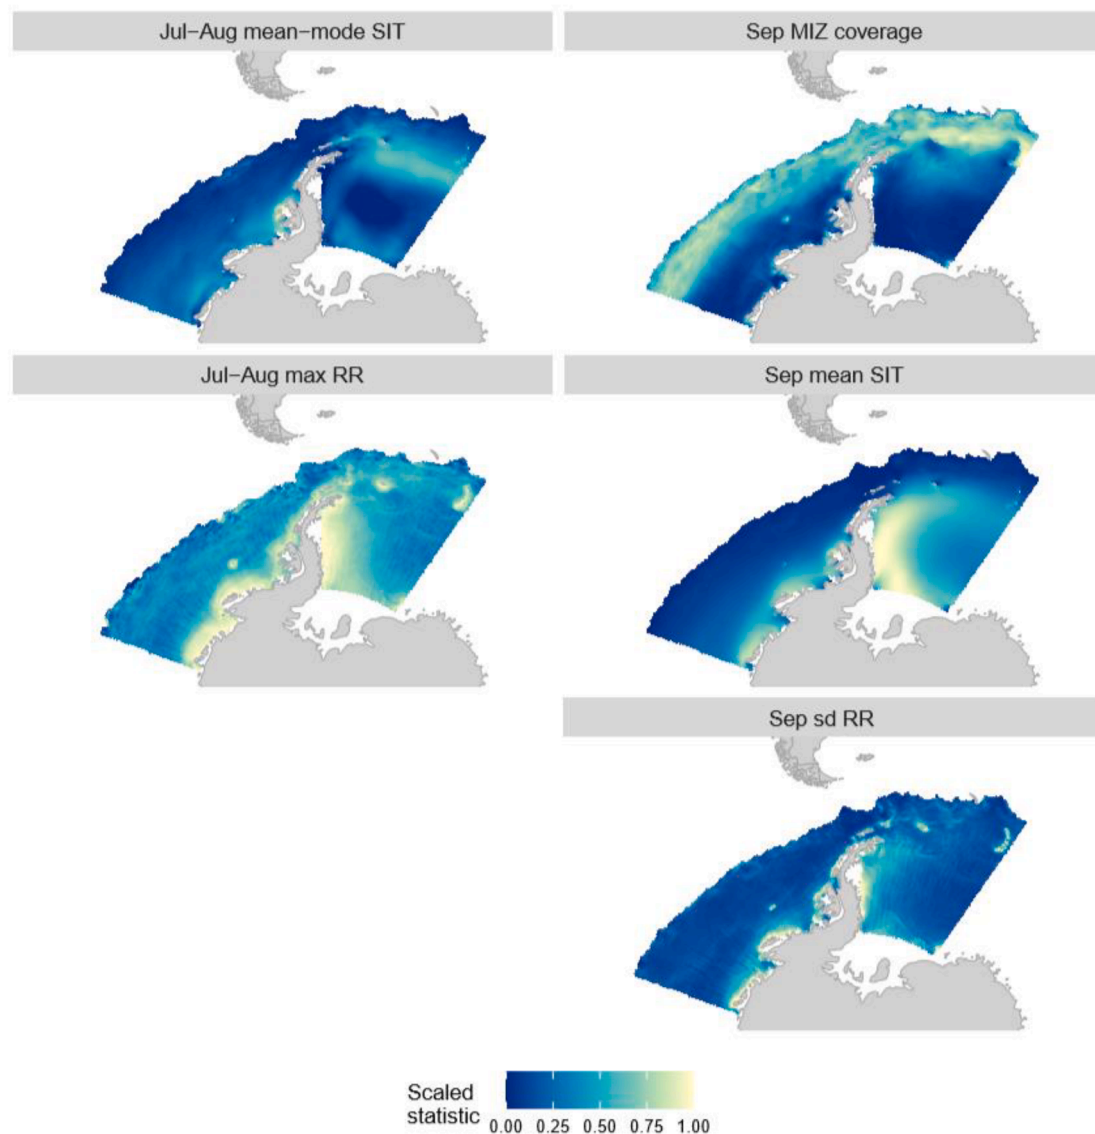 Jul−Aug mean−mode SIT
Sep MIZ coverage
Jul−Aug max RR
Sep mean SIT
Sep sd RR
Scaled
statistic
0.00 0.25 0.50 0.75 1.00